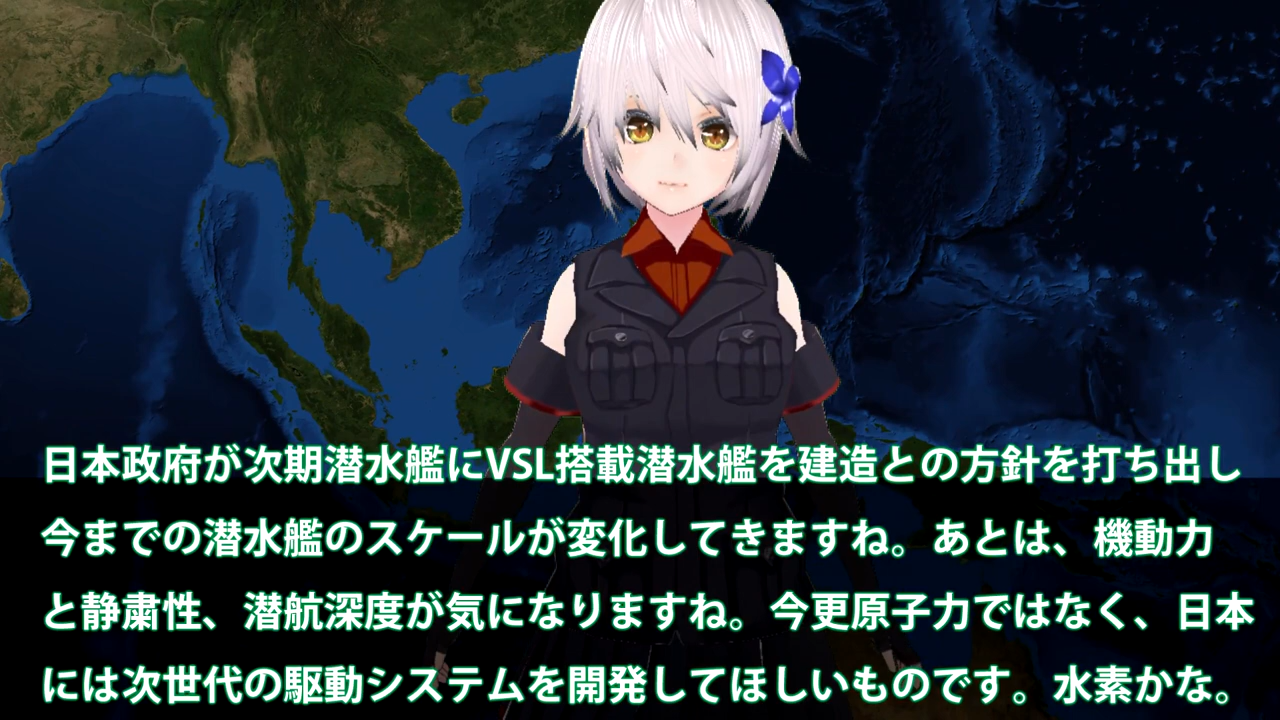 日本政府が次期潜水艦にVSL搭載潜水艦を建造との方針を打ち出し
今までの潜水艦のスケールが変化してきますね。あとは、機動力
と静粛性、潜航深度が気になりますね。今更原子力ではなく、日本
には次世代の駆動システムを開発してほしいものです。水素かな。